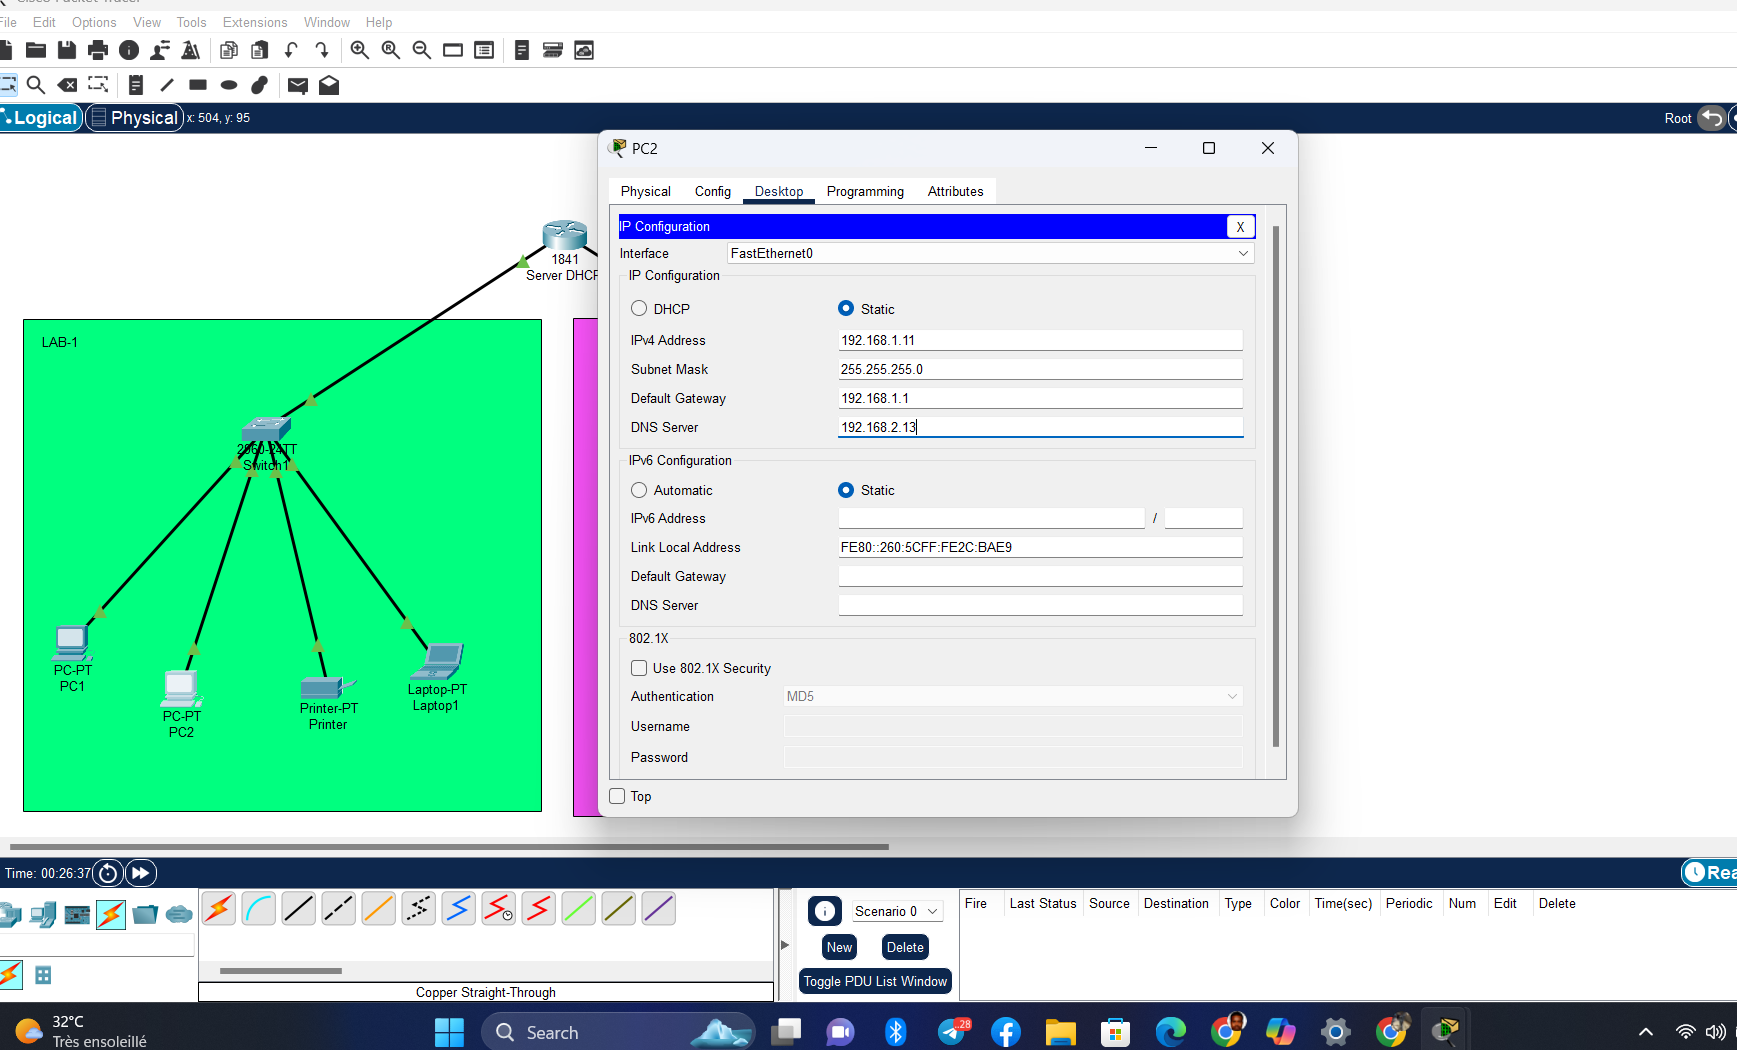 File Edit Options View Tools Extensions Window Help
Logical Physical x: 504, y: 95 Root
PC2
Physical Config Desktop Programming Attributes
IP Configuration X
Interface FastEthernet0
IP Configuration
DHCP Static
IPv4 Address 192.168.1.11
Subnet Mask 255.255.255.0
Default Gateway 192.168.1.1
DNS Server 192.168.2.13
IPv6 Configuration
Automatic Static
IPv6 Address /
Link Local Address FE80::260:5CFF:FE2C:BAE9
Default Gateway
DNS Server
802.1X
Use 802.1X Security
Authentication MD5
Username
Password
Top
1841
Server DHCP
LAB-1
2960-24TT
Switch1
PC-PT
PC1
PC-PT
PC2
Printer-PT
Printer
Laptop-PT
Laptop1
Time: 00:26:37
Scenario 0
New Delete
Toggle PDU List Window
Fire Last Status Source Destination Type Color Time(sec) Periodic Num Edit Delete
Copper Straight-Through
32°C
Très ensoleillé
Search
28